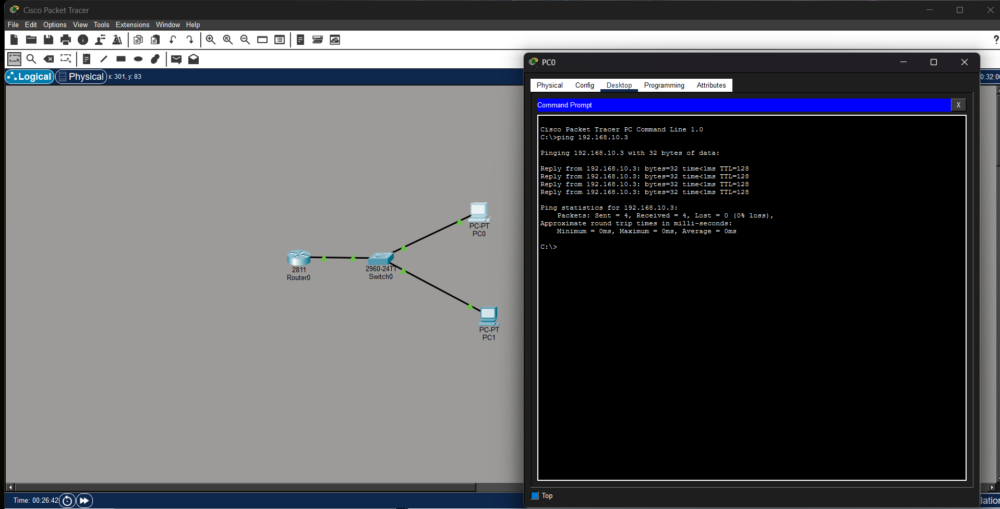 Cisco Packet Tracer
File Edit Options View Tools Extensions Window Help
?
Logical Physical x: 301, y: 83
0:32:00
PC-PT
PC0
2811
Router0
2960-24TT
Switch0
PC-PT
PC1
Time: 00:26:42
PC0
Physical Config Desktop Programming Attributes
Command Prompt X
Cisco Packet Tracer PC Command Line 1.0
C:\>ping 192.168.10.3
Pinging 192.168.10.3 with 32 bytes of data:
Reply from 192.168.10.3: bytes=32 time<1ms TTL=128
Reply from 192.168.10.3: bytes=32 time<1ms TTL=128
Reply from 192.168.10.3: bytes=32 time<1ms TTL=128
Reply from 192.168.10.3: bytes=32 time<1ms TTL=128
Ping statistics for 192.168.10.3:
Packets: Sent = 4, Received = 4, Lost = 0 (0% loss),
Approximate round trip times in milli-seconds:
Minimum = 0ms, Maximum = 0ms, Average = 0ms
C:\>
Top